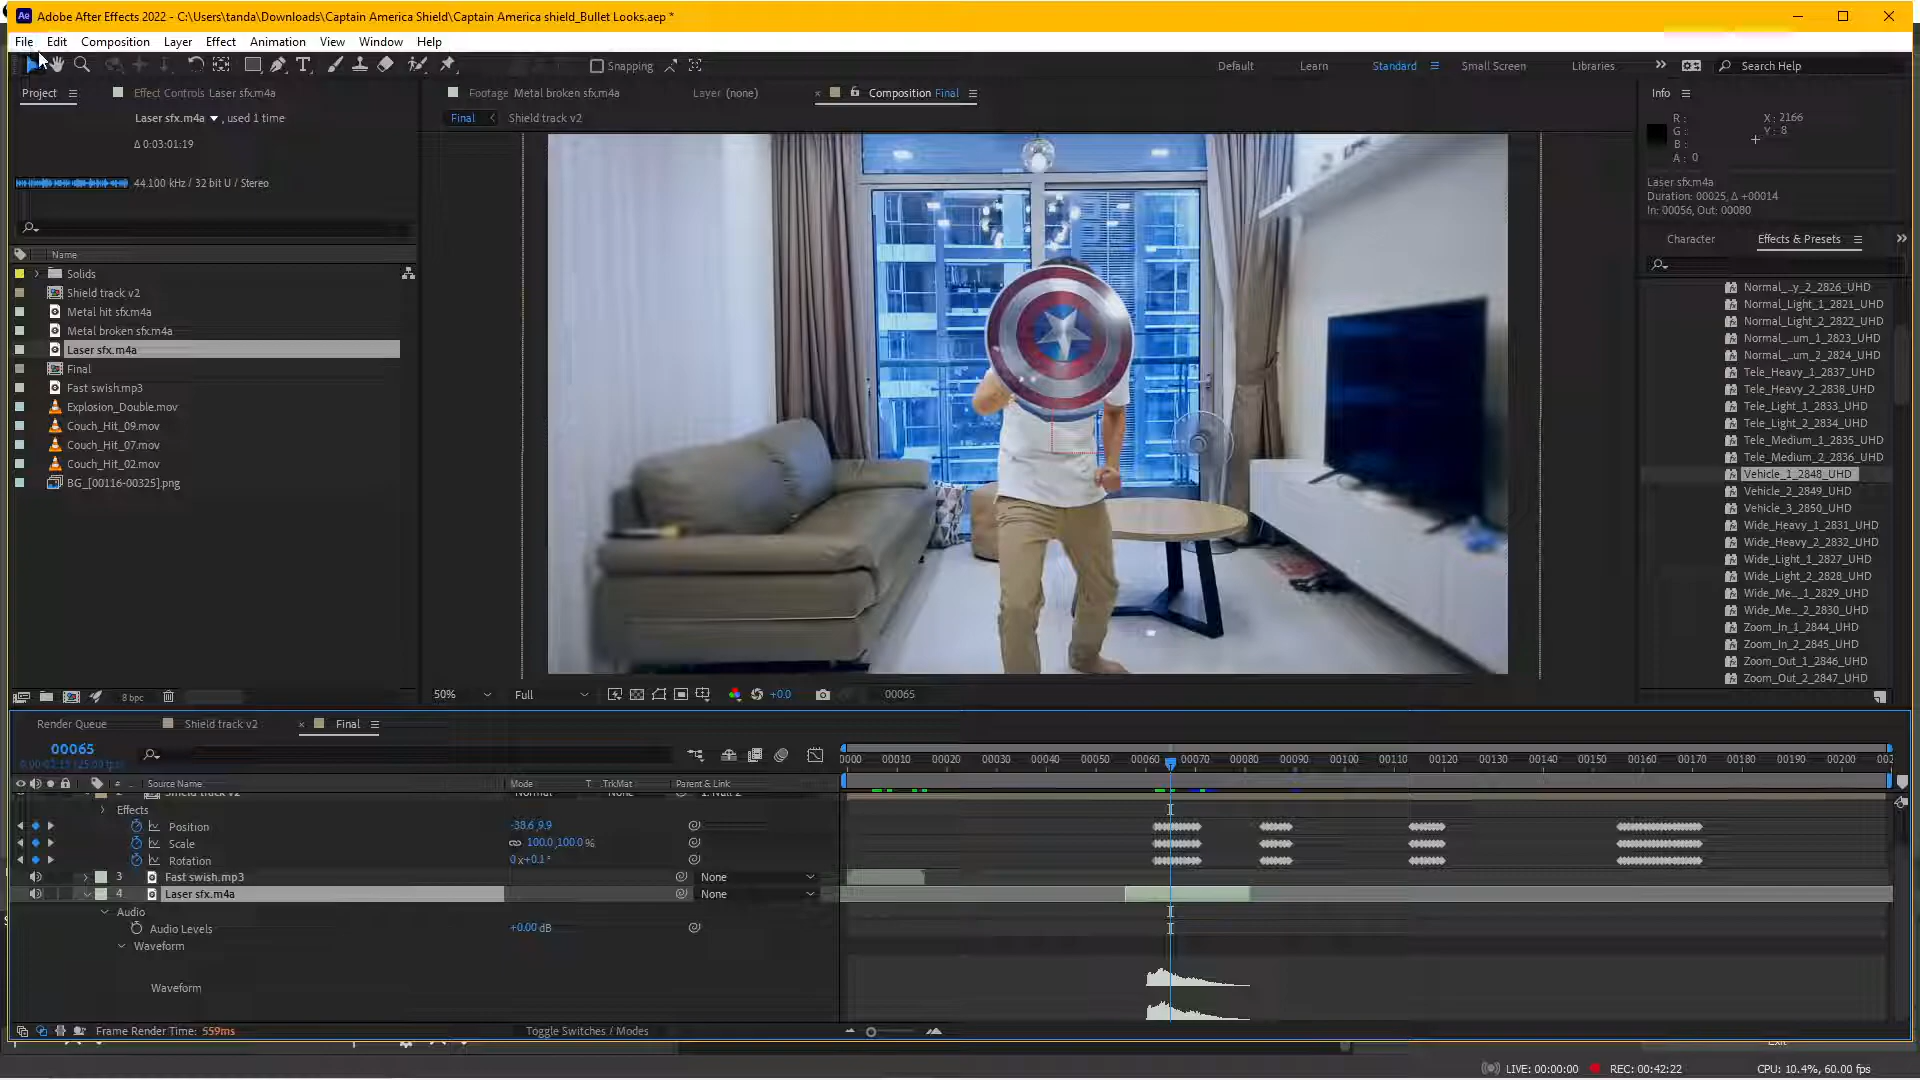 Adobe After Effects 2022 - C:\Users\tanda\Downloads\Captain America Shield\Captain America shield_Bullet Looks.aep *
File Edit Composition Layer Effect Animation View Window Help
Snapping
Default Learn Standard Small Screen Libraries Search Help
Project Effect Controls Laser sfx.m4a
Laser sfx.m4a , used 1 time
Δ 0:03:01:19
44.100 kHz / 32 bit U / Stereo
Name
Solids
Shield track v2
Metal hit sfx.m4a
Metal broken sfx.m4a
Laser sfx.m4a
Final
Fast swish.mp3
Explosion_Double.mov
Couch_Hit_09.mov
Couch_Hit_07.mov
Couch_Hit_02.mov
BG_[00116-00325].png
8 bpc
Footage Metal broken sfx.m4a Layer (none) × Composition Final
Final Shield track v2
50% Full +0.0 00065
Info
R :
G :
B :
A : 0
X : 2166
Y : 8
Laser sfx.m4a
Duration: 00025, Δ +00014
In: 00056, Out: 00080
Character Effects & Presets
Normal_...y_2_2826_UHD
Normal_Light_1_2821_UHD
Normal_Light_2_2822_UHD
Normal_...um_1_2823_UHD
Normal_...um_2_2824_UHD
Tele_Heavy_1_2837_UHD
Tele_Heavy_2_2838_UHD
Tele_Light_1_2833_UHD
Tele_Light_2_2834_UHD
Tele_Medium_1_2835_UHD
Tele_Medium_2_2836_UHD
Vehicle_1_2848_UHD
Vehicle_2_2849_UHD
Vehicle_3_2850_UHD
Wide_Heavy_1_2831_UHD
Wide_Heavy_2_2832_UHD
Wide_Light_1_2827_UHD
Wide_Light_2_2828_UHD
Wide_Me..._1_2829_UHD
Wide_Me..._2_2830_UHD
Zoom_In_1_2844_UHD
Zoom_In_2_2845_UHD
Zoom_Out_1_2846_UHD
Zoom_Out_2_2847_UHD
Render Queue Shield track v2 × Final
00065
0000 00010 00020 00030 00040 00050 00060 00070 00080 00090 00100 00110 00120 00130 00140 00150 00160 00170 00180 00190 00200 002
# Source Name Mode T .TrkMat Parent & Link
Effects
Position -38.6,9.9
Scale 100.0,100.0 %
Rotation 0 x+0.1 °
3 Fast swish.mp3 None
4 Laser sfx.m4a None
Audio
Audio Levels +0.00 dB
Waveform
Waveform
Frame Render Time: 559ms Toggle Switches / Modes
Exit
LIVE: 00:00:00 REC: 00:42:22 CPU: 10.4%, 60.00 fps